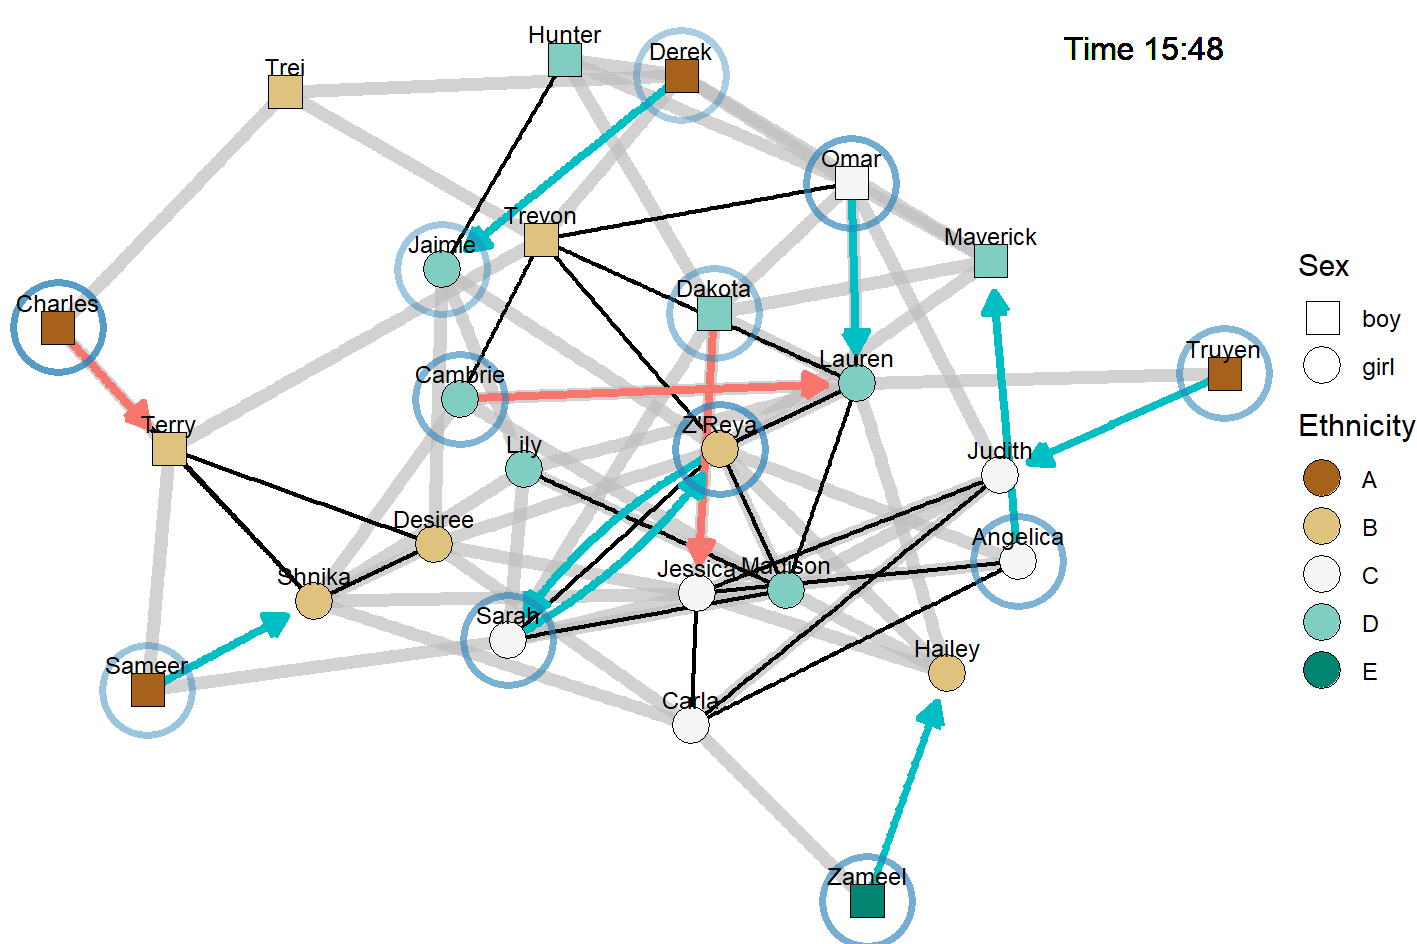 Hunter
Derek
Time 15:48
Trei
Omar
Trevon
Jaimie
Maverick
Sex
Dakota
Charles
boy
Truyen
Lauren
girl
Cambrie
Terry
Z'Reya
Ethnicity
Lily
Judith
A
Desiree
B
Angelica
Jessica
Madison
Shnika
C
Sarah
D
Hailey
Sameer
E
Carla
Zameel